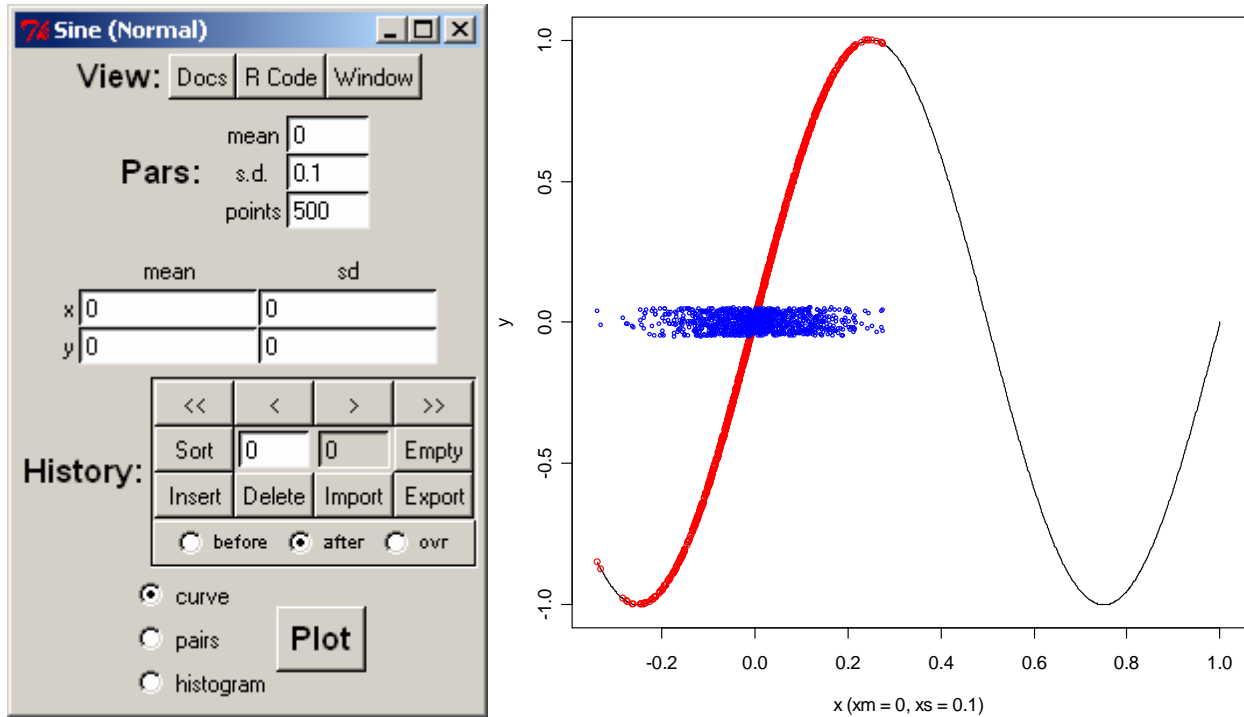 Sine (Normal)
View: Docs R Code Window
mean 0
Pars: s.d. 0.1
points 500
mean sd
x 0 0
y 0 0
<< < > >>
Sort 0 0 Empty
History:
Insert Delete Import Export
before after ovr
curve
pairs
Plot
histogram
1.0
0.5
0.0
-0.5
-1.0
y
-0.2 0.0 0.2 0.4 0.6 0.8 1.0
x (xm = 0, xs = 0.1)